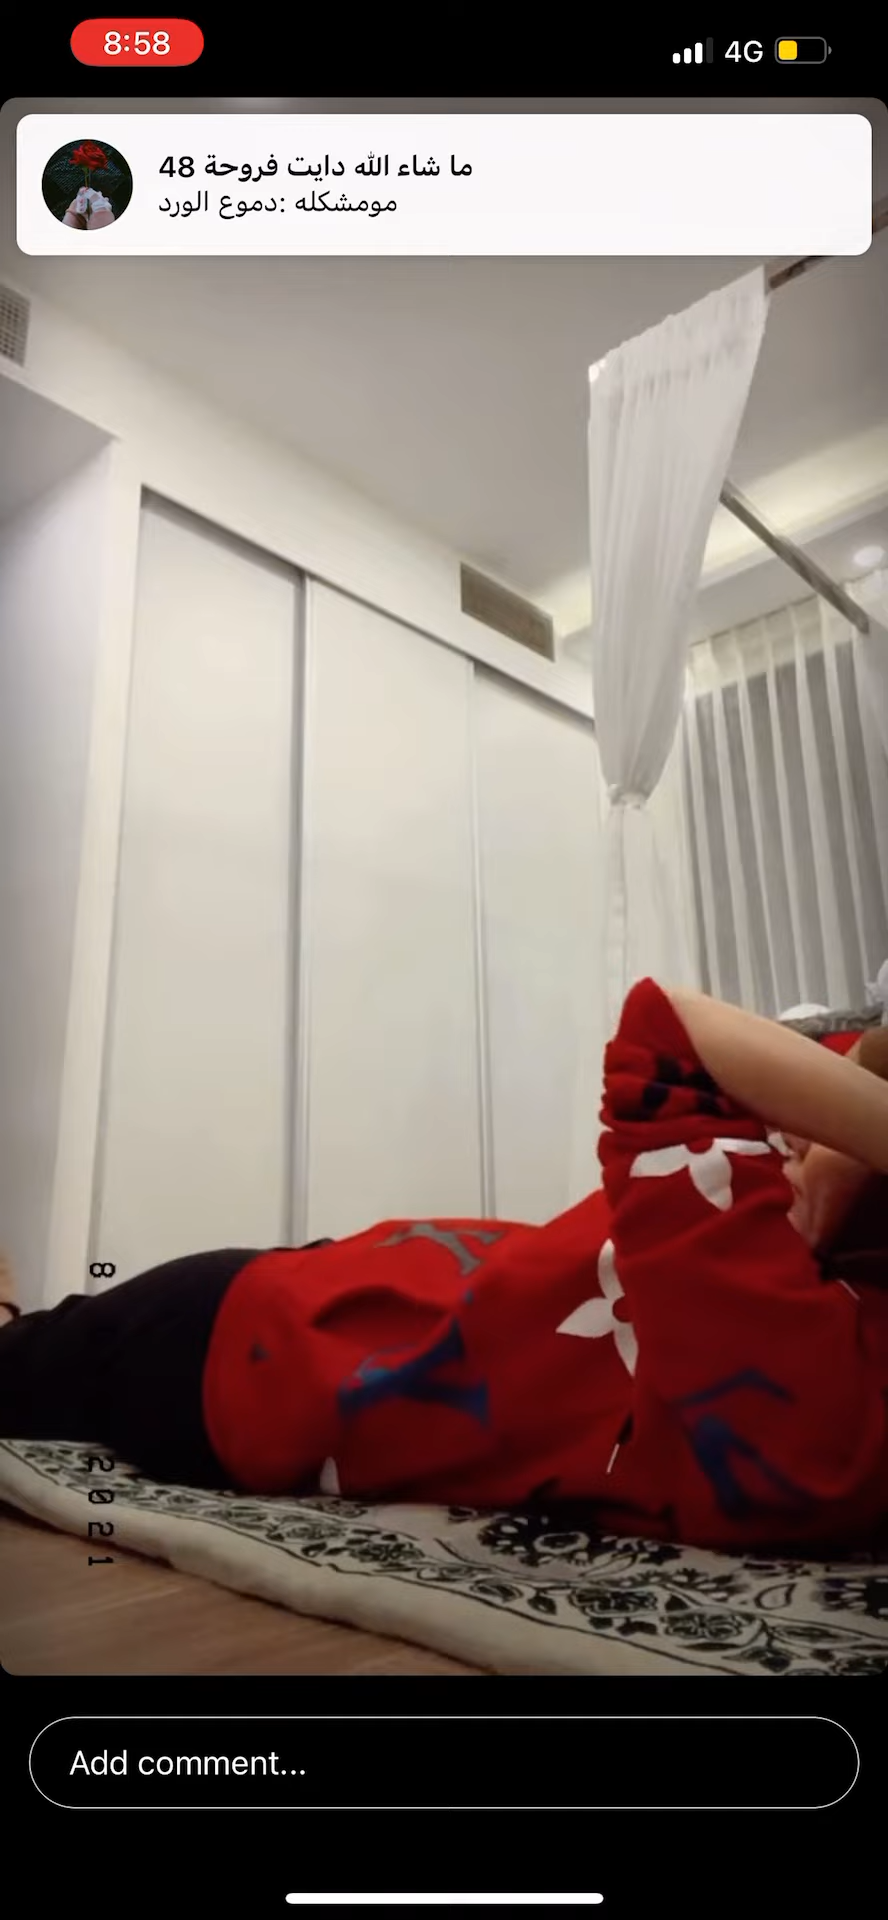 8:58
4G
ما شاء الله دايت فروحة 48
دموع الورد: مومشكله
8
2021
Add comment...